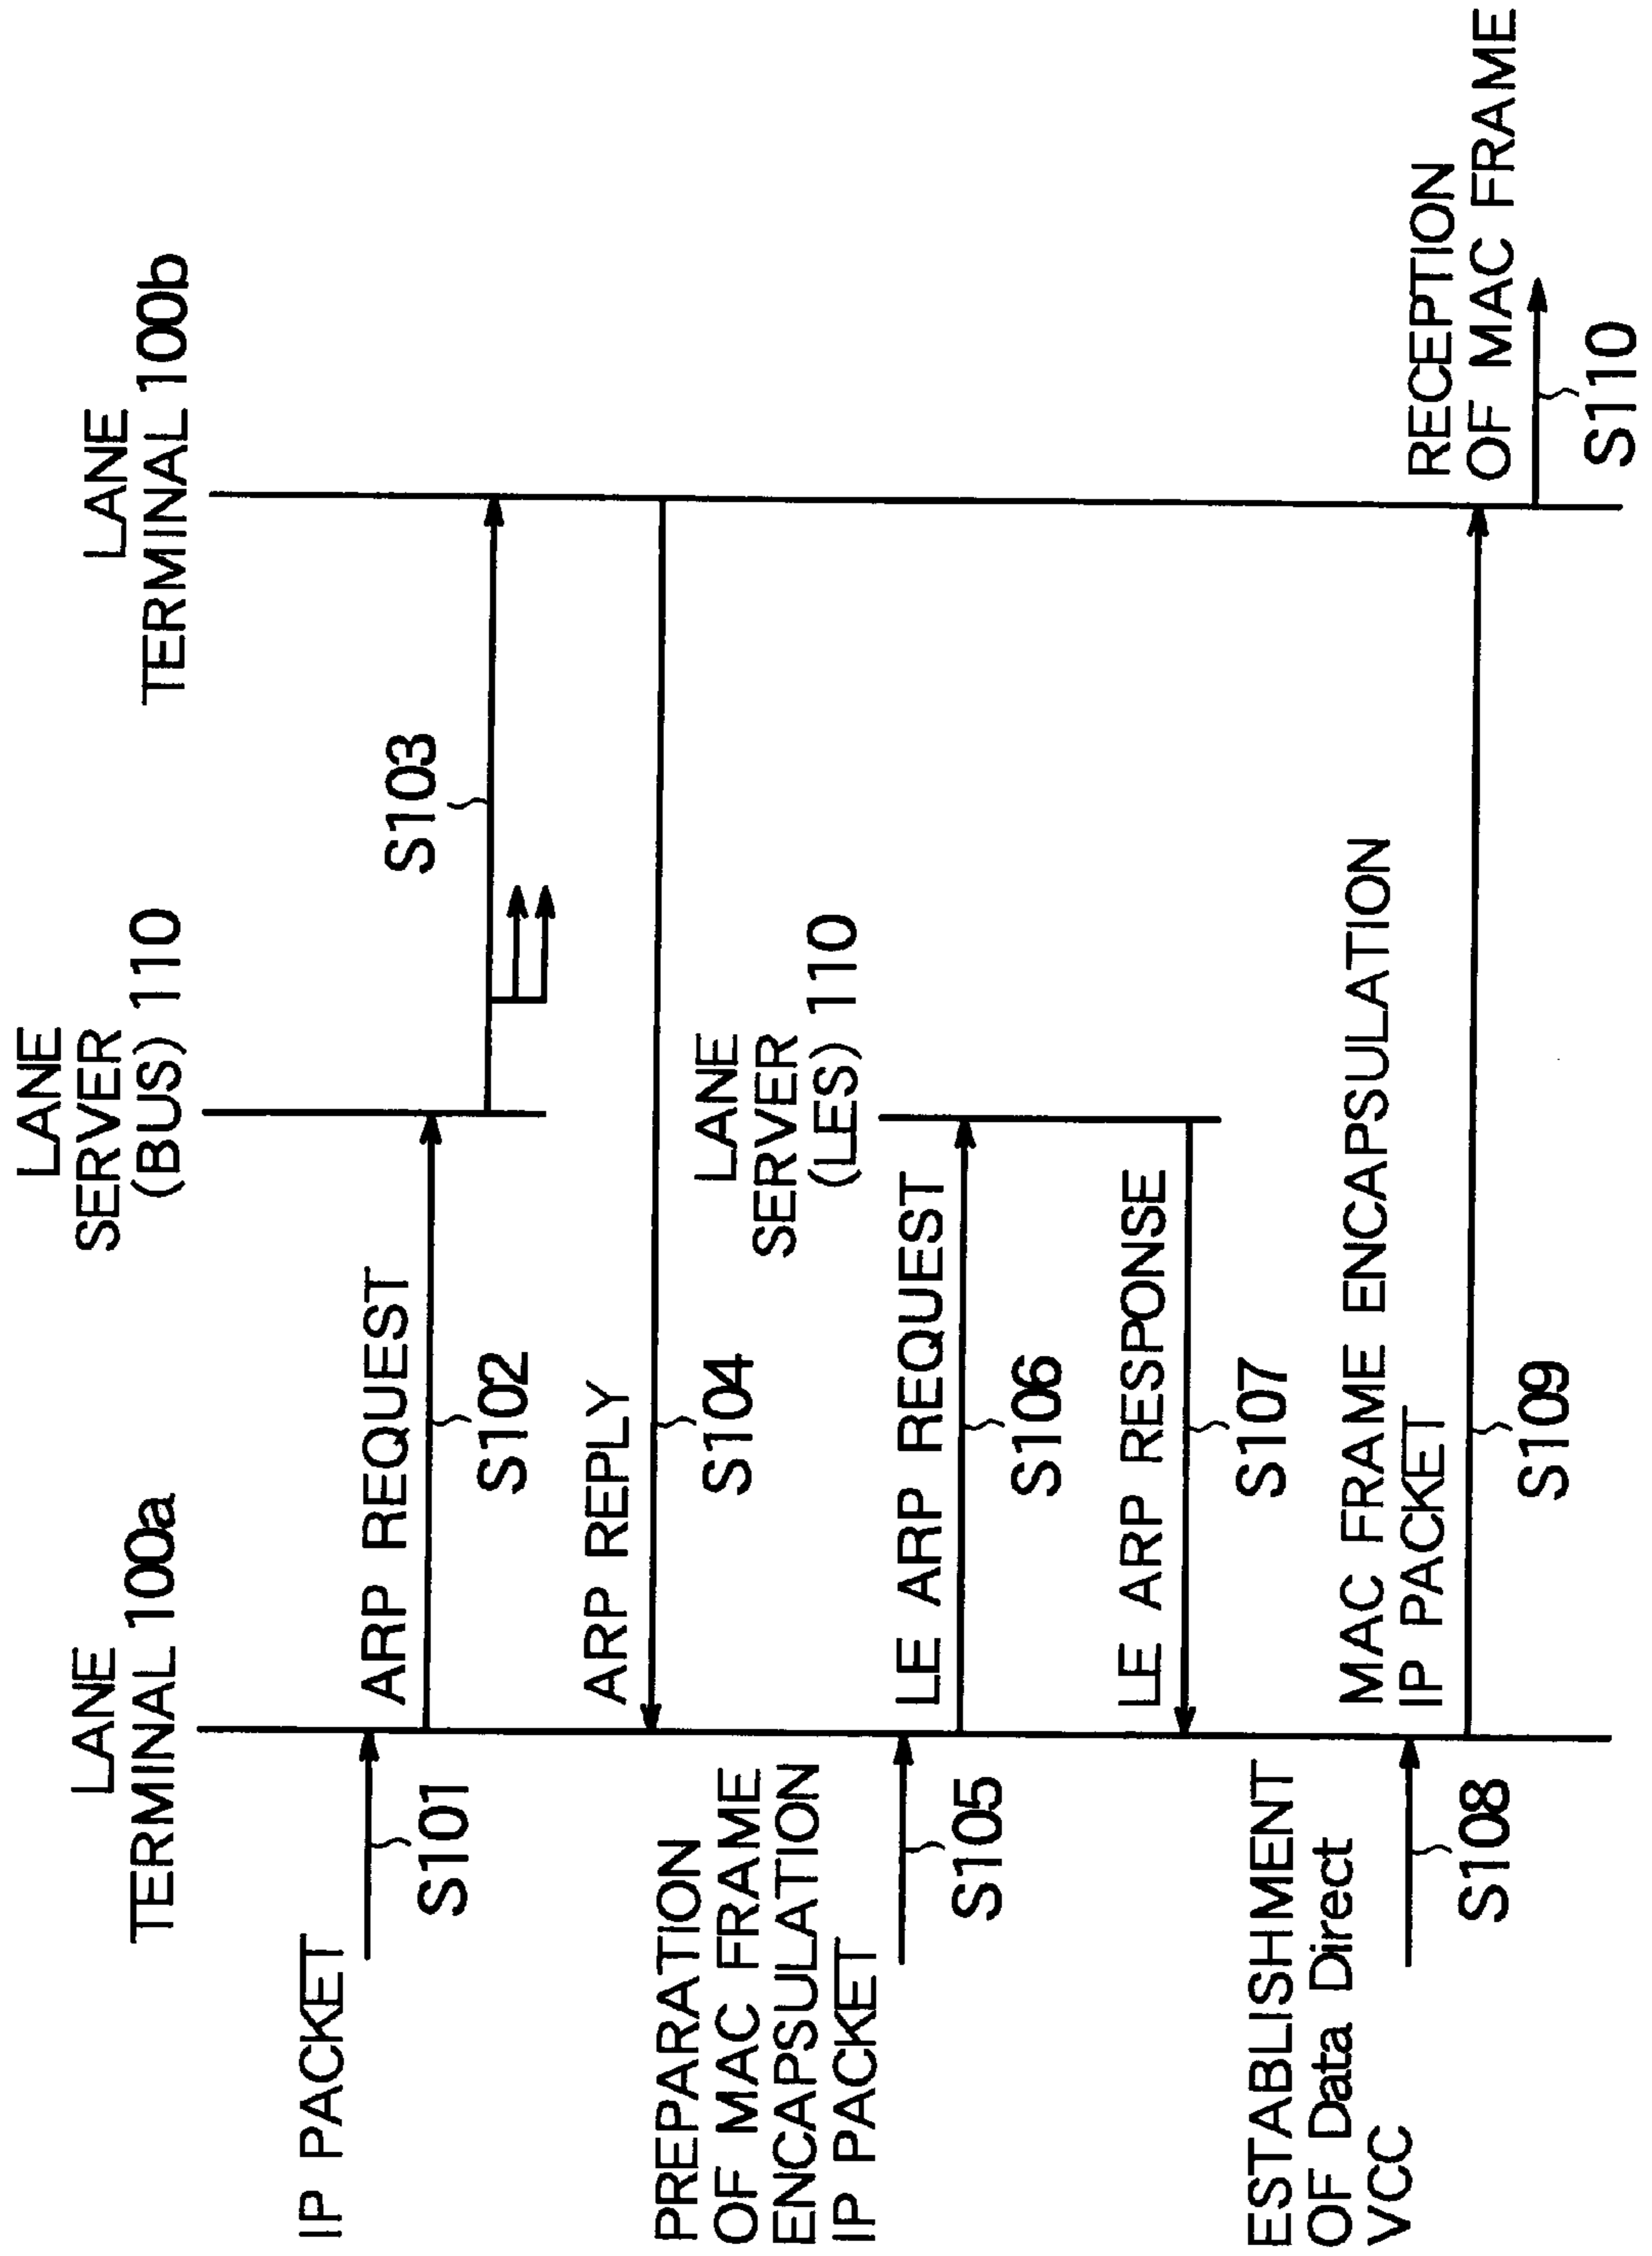 LANE
TERMINAL 100a
LANE
SERVER
(BUS) 110
LANE
TERMINAL 100b
IP PACKET
S101
ARP REQUEST
S102
S103
ARP REPLY
S104
PREPARATION
OF MAC FRAME
ENCAPSULATION
IP PACKET
S105
LANE
SERVER
(LES) 110
LE ARP REQUEST
S106
LE ARP RESPONSE
S107
ESTABLISHMENT
OF Data Direct
VCC
S108
MAC FRAME ENCAPSULATION
IP PACKET
S109
RECEPTION
OF MAC FRAME
S110